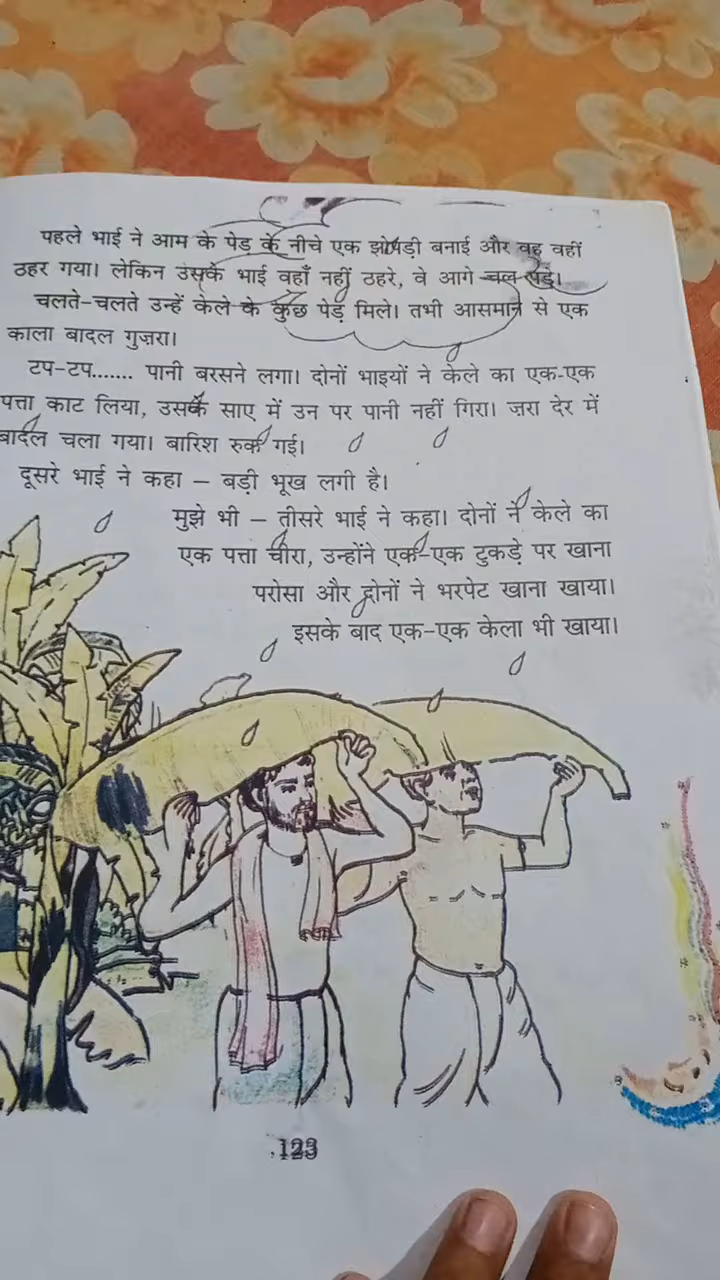 पहले भाई ने आम के पेड़ के नीचे एक झोंपड़ी बनाई और वह वहीं
ठहर गया। लेकिन उसके भाई वहाँ नहीं ठहरे, वे आगे चल पड़े।
चलते-चलते उन्हें केले के कुछ पेड़ मिले। तभी आसमान से एक
काला बादल गुज़रा।
टप-टप....... पानी बरसने लगा। दोनों भाइयों ने केले का एक-एक
पत्ता काट लिया, उसके साए में उन पर पानी नहीं गिरा। ज़रा देर में
बादल चला गया। बारिश रुक गई।
दूसरे भाई ने कहा – बड़ी भूख लगी है।
मुझे भी – तीसरे भाई ने कहा। दोनों ने केले का
एक पत्ता चीरा, उन्होंने एक-एक टुकड़े पर खाना
परोसा और दोनों ने भरपेट खाना खाया।
इसके बाद एक-एक केला भी खाया।
123